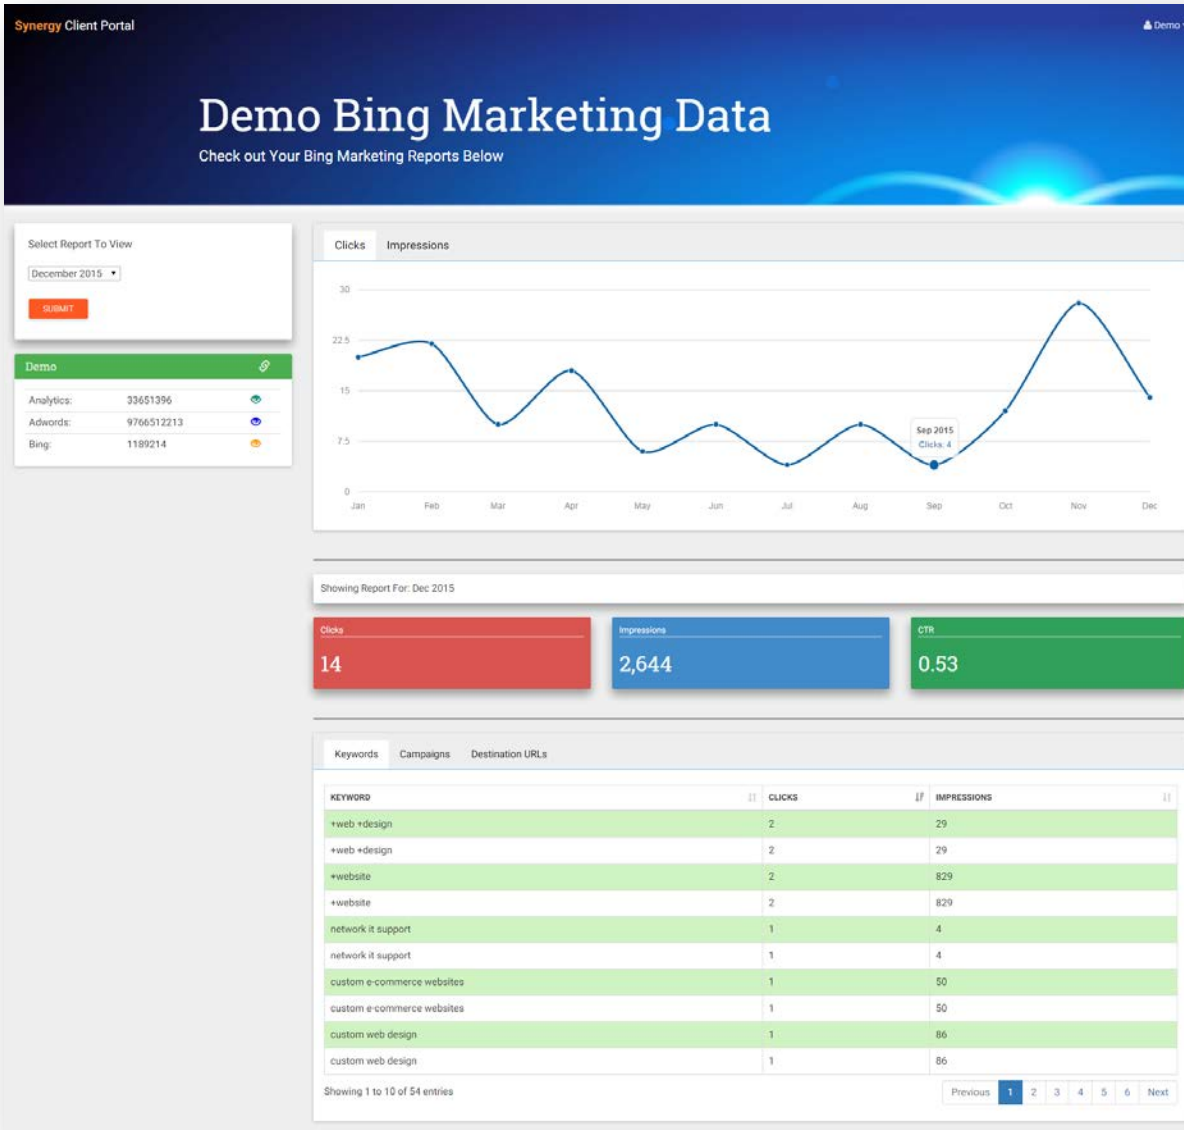 Synergy Client Portal
Demo
Demo Bing Marketing Data
Check out Your Bing Marketing Reports Below
Select Report To View
December 2015
SUBMIT
Demo
Analytics: 33651396
Adwords: 9766512213
Bing: 1189214
Clicks Impressions
30
22.5
15
7.5
0
Sep 2015
Clicks: 4
Jan Feb Mar Apr May Jun Jul Aug Sep Oct Nov Dec
Showing Report For: Dec 2015
Clicks
14
Impressions
2,644
CTR
0.53
Keywords Campaigns Destination URLs
KEYWORD CLICKS IMPRESSIONS
+web +design 2 29
+web +design 2 29
+website 2 829
+website 2 829
network it support 1 4
network it support 1 4
custom e-commerce websites 1 50
custom e-commerce websites 1 50
custom web design 1 86
custom web design 1 86
Showing 1 to 10 of 54 entries
Previous 1 2 3 4 5 6 Next